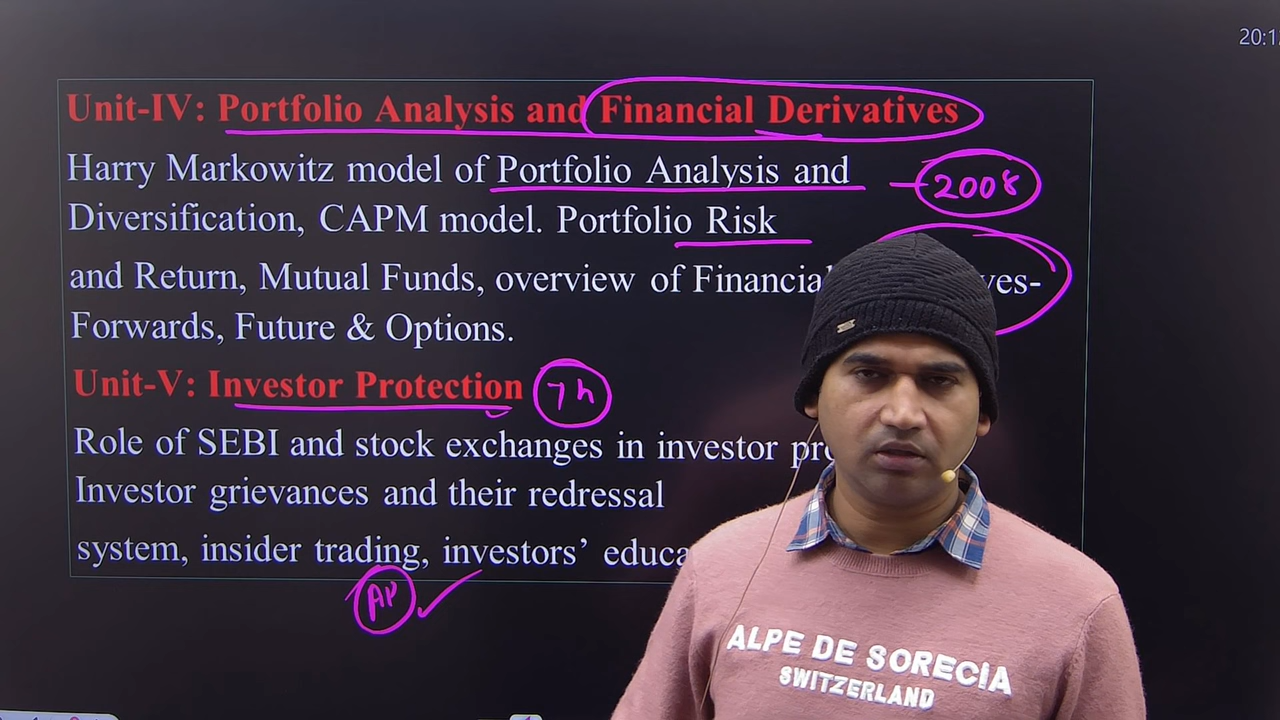 20:1
Unit-IV: Portfolio Analysis and Financial Derivatives
Harry Markowitz model of Portfolio Analysis and
2008
Diversification, CAPM model. Portfolio Risk
and Return, Mutual Funds, overview of Financial ves-
Forwards, Future & Options.
Unit-V: Investor Protection
7h
Role of SEBI and stock exchanges in investor pro
Investor grievances and their redressal
system, insider trading, investors' educa
ALPE DE SORECiA
SWITZERLAND